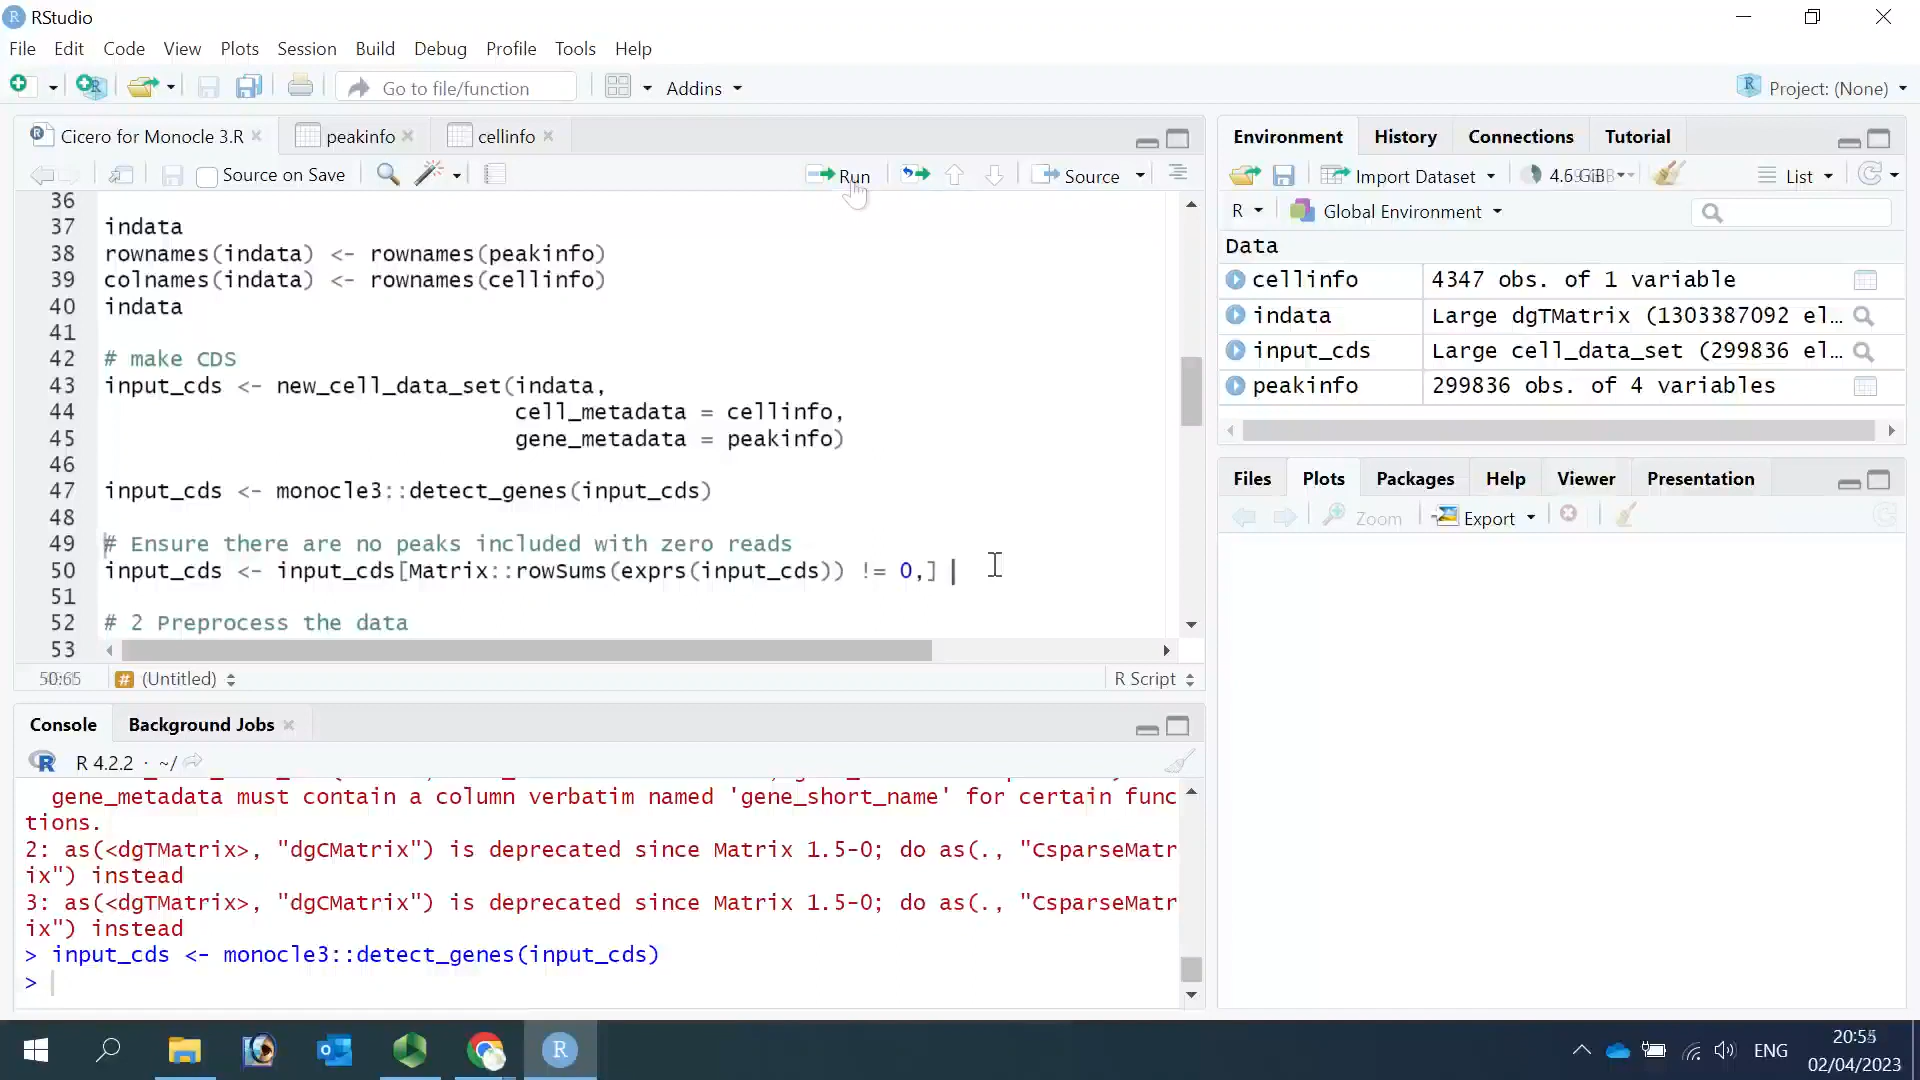 RStudio
File Edit Code View Plots Session Build Debug Profile Tools Help
Go to file/function Addins Project: (None)
Cicero for Monocle 3.R peakinfo cellinfo
Source on Save Run Source
36
37 indata
38 rownames(indata) <- rownames(peakinfo)
39 colnames(indata) <- rownames(cellinfo)
40 indata
41
42 # make CDS
43 input_cds <- new_cell_data_set(indata,
44 cell_metadata = cellinfo,
45 gene_metadata = peakinfo)
46
47 input_cds <- monocle3::detect_genes(input_cds)
48
49 # Ensure there are no peaks included with zero reads
50 input_cds <- input_cds[Matrix::rowSums(exprs(input_cds)) != 0,]
51
52 # 2 Preprocess the data
53
(Untitled) R Script
Console Background Jobs
R 4.2.2 · ~/
gene_metadata must contain a column verbatim named 'gene_short_name' for certain func
tions.
2: as(<dgTMatrix>, "dgCMatrix") is deprecated since Matrix 1.5-0; do as(., "CsparseMatr
ix") instead
3: as(<dgTMatrix>, "dgCMatrix") is deprecated since Matrix 1.5-0; do as(., "CsparseMatr
ix") instead
> input_cds <- monocle3::detect_genes(input_cds)
>
Environment History Connections Tutorial
Import Dataset List
R Global Environment
Data
cellinfo 4347 obs. of 1 variable
indata Large dgTMatrix (1303387092 el…
input_cds Large cell_data_set (299836 el…
peakinfo 299836 obs. of 4 variables
Files Plots Packages Help Viewer Presentation
Zoom Export
ENG
02/04/2023